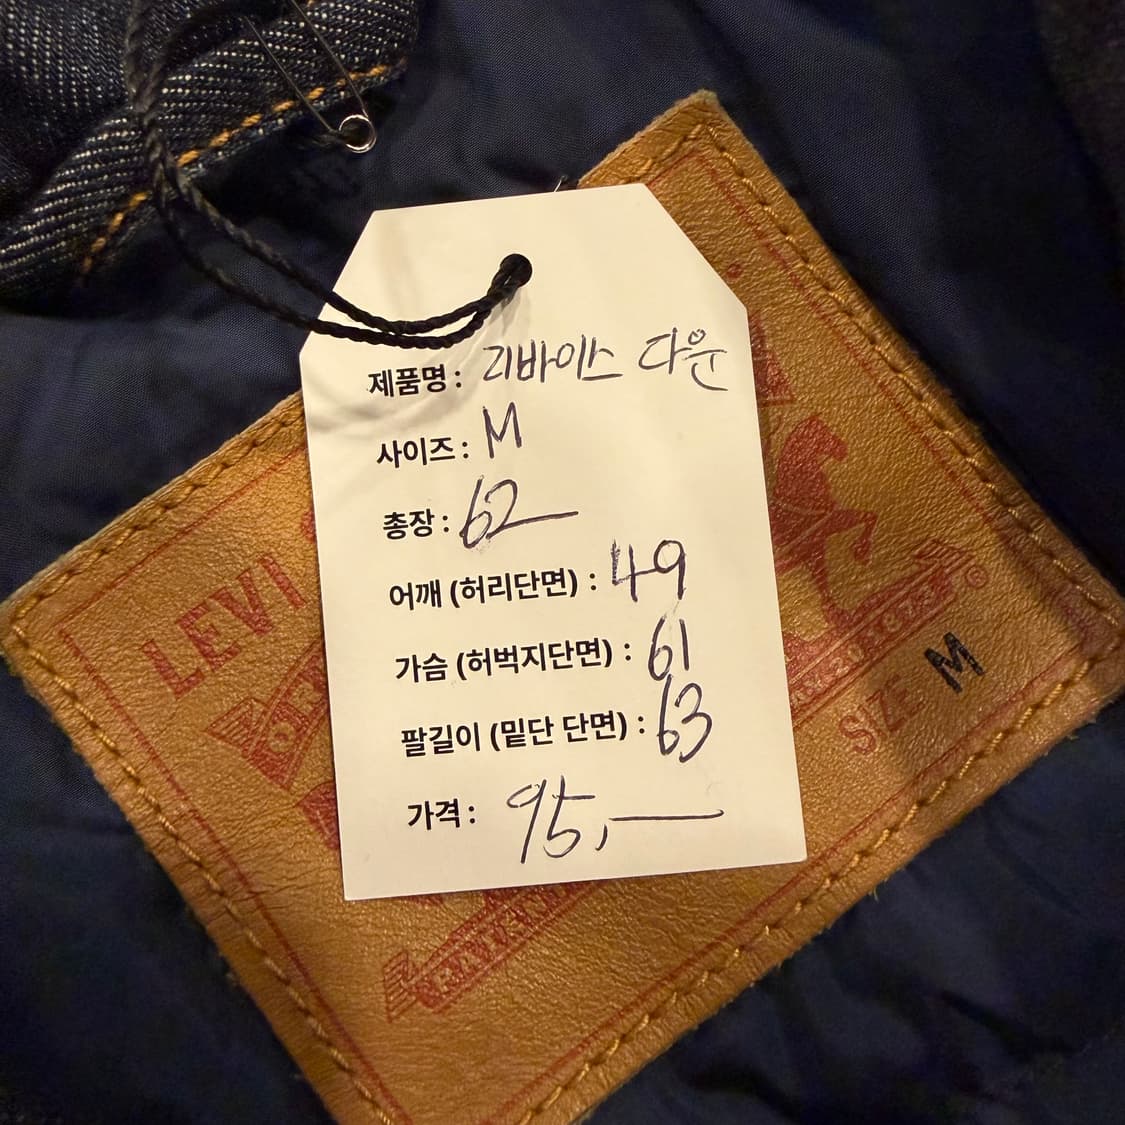 제품명 : 리바이스 다운
사이즈 : M
총장 : 62
어깨 (허리단면) : 49
가슴 (허벅지단면) : 61
팔길이 (밑단 단면) : 63
가격 : 95,—
LEVI
SIZE M